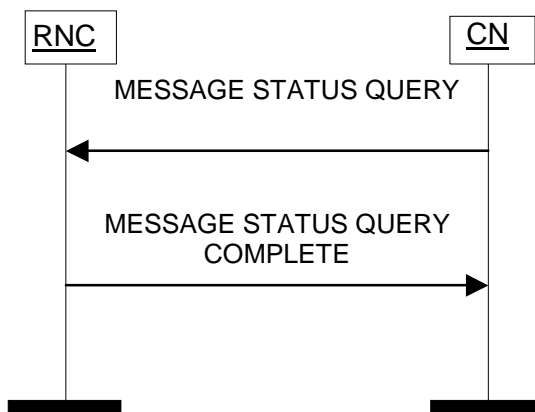 RNC
CN
MESSAGE STATUS QUERY
MESSAGE STATUS QUERY
COMPLETE